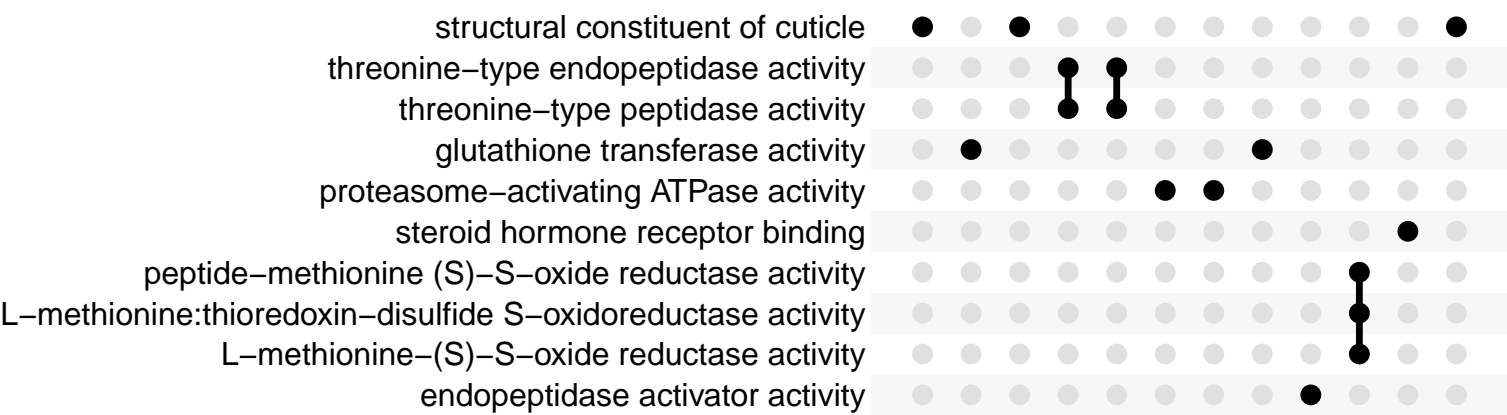 structural constituent of cuticle
threonine−type endopeptidase activity
threonine−type peptidase activity
glutathione transferase activity
proteasome−activating ATPase activity
steroid hormone receptor binding
peptide−methionine (S)−S−oxide reductase activity
L−methionine:thioredoxin−disulfide S−oxidoreductase activity
L−methionine−(S)−S−oxide reductase activity
endopeptidase activator activity